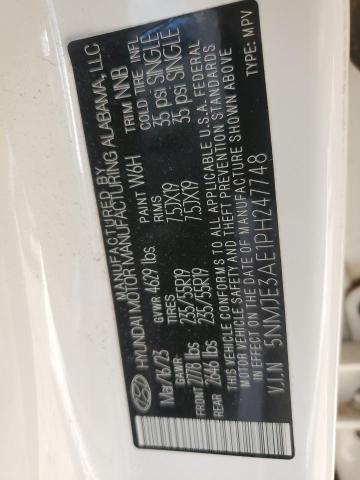 MANUFACTURED BY
HYUNDAI MOTOR MANUFACTURING ALABAMA, LLC
Mar/16/23 GVWR 4629 lbs PAINT W6H TRIM NNB
GAWR- TIRES RIMS COLD TIRE INFL
FRONT 2778 lbs 235/55R19 7.5JX19 35 psi SINGLE
REAR 2646 lbs 235/55R19 7.5JX19 35 psi SINGLE
THIS VEHICLE CONFORMS TO ALL APPLICABLE U.S.A. FEDERAL
MOTOR VEHICLE SAFETY AND THEFT PREVENTION STANDARDS
IN EFFECT ON THE DATE OF MANUFACTURE SHOWN ABOVE
V.I.N 5NMJE3AE1PH247748 TYPE: MPV